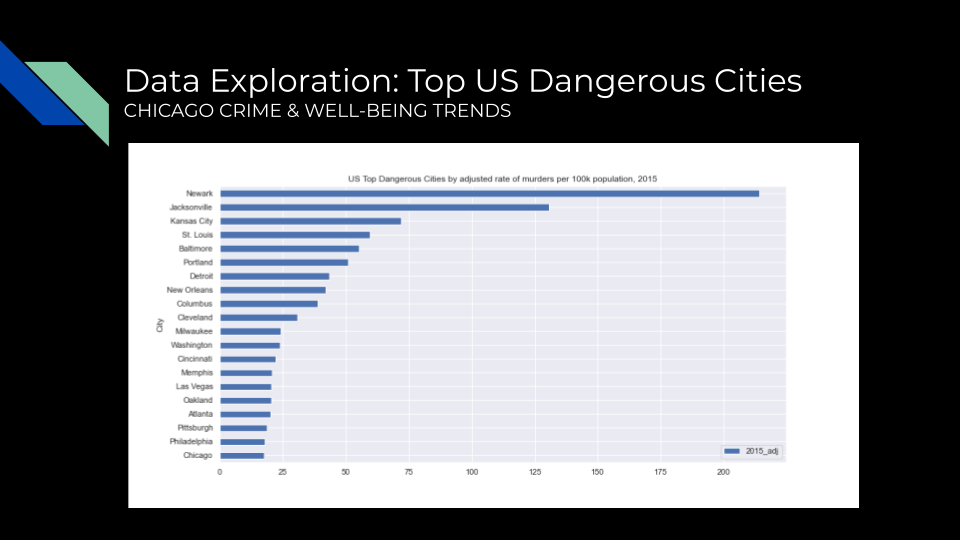 Data Exploration: Top US Dangerous Cities
CHICAGO CRIME & WELL-BEING TRENDS
US Top Dangerous Cities by adjusted rate of murders per 100k population, 2015
City
Newark
Jacksonville
Kansas City
St. Louis
Baltimore
Portland
Detroit
New Orleans
Columbus
Cleveland
Milwaukee
Washington
Cincinnati
Memphis
Las Vegas
Oakland
Atlanta
Pittsburgh
Philadelphia
Chicago
2015_adj
0 25 50 75 100 125 150 175 200